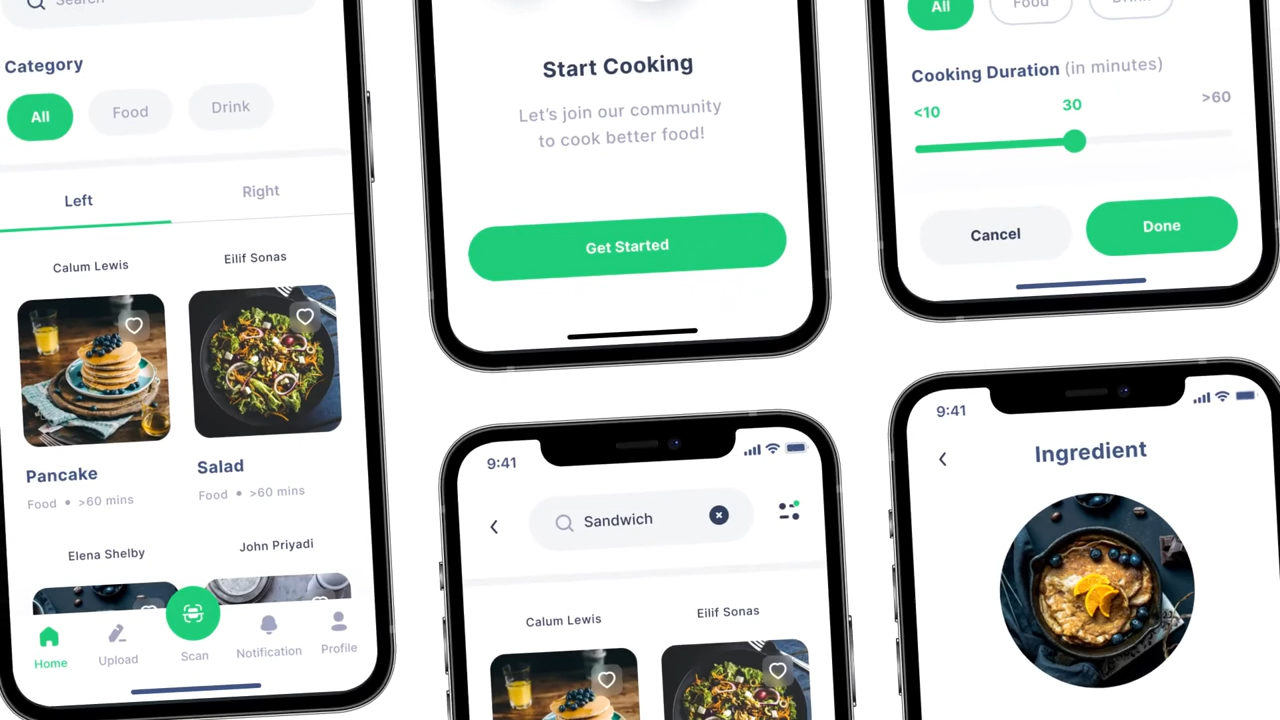 Search
Category
All
Food
Drink
Left
Right
Calum Lewis
Eilif Sonas
Pancake
Food • >60 mins
Salad
Food • >60 mins
Elena Shelby
John Priyadi
Home
Upload
Scan
Notification
Profile
Start Cooking
Let's join our community
to cook better food!
Get Started
9:41
Sandwich
Calum Lewis
Eilif Sonas
All
Food
Drink
Cooking Duration (in minutes)
<10
30
>60
Cancel
Done
9:41
Ingredient